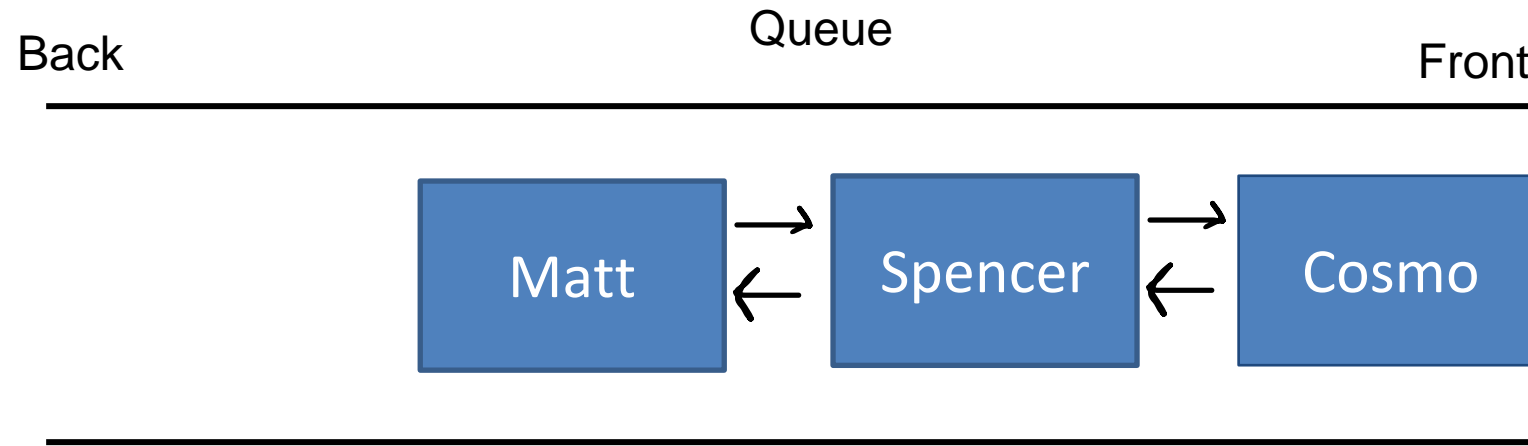 Queue
Back
Front
Matt
Spencer
Cosmo